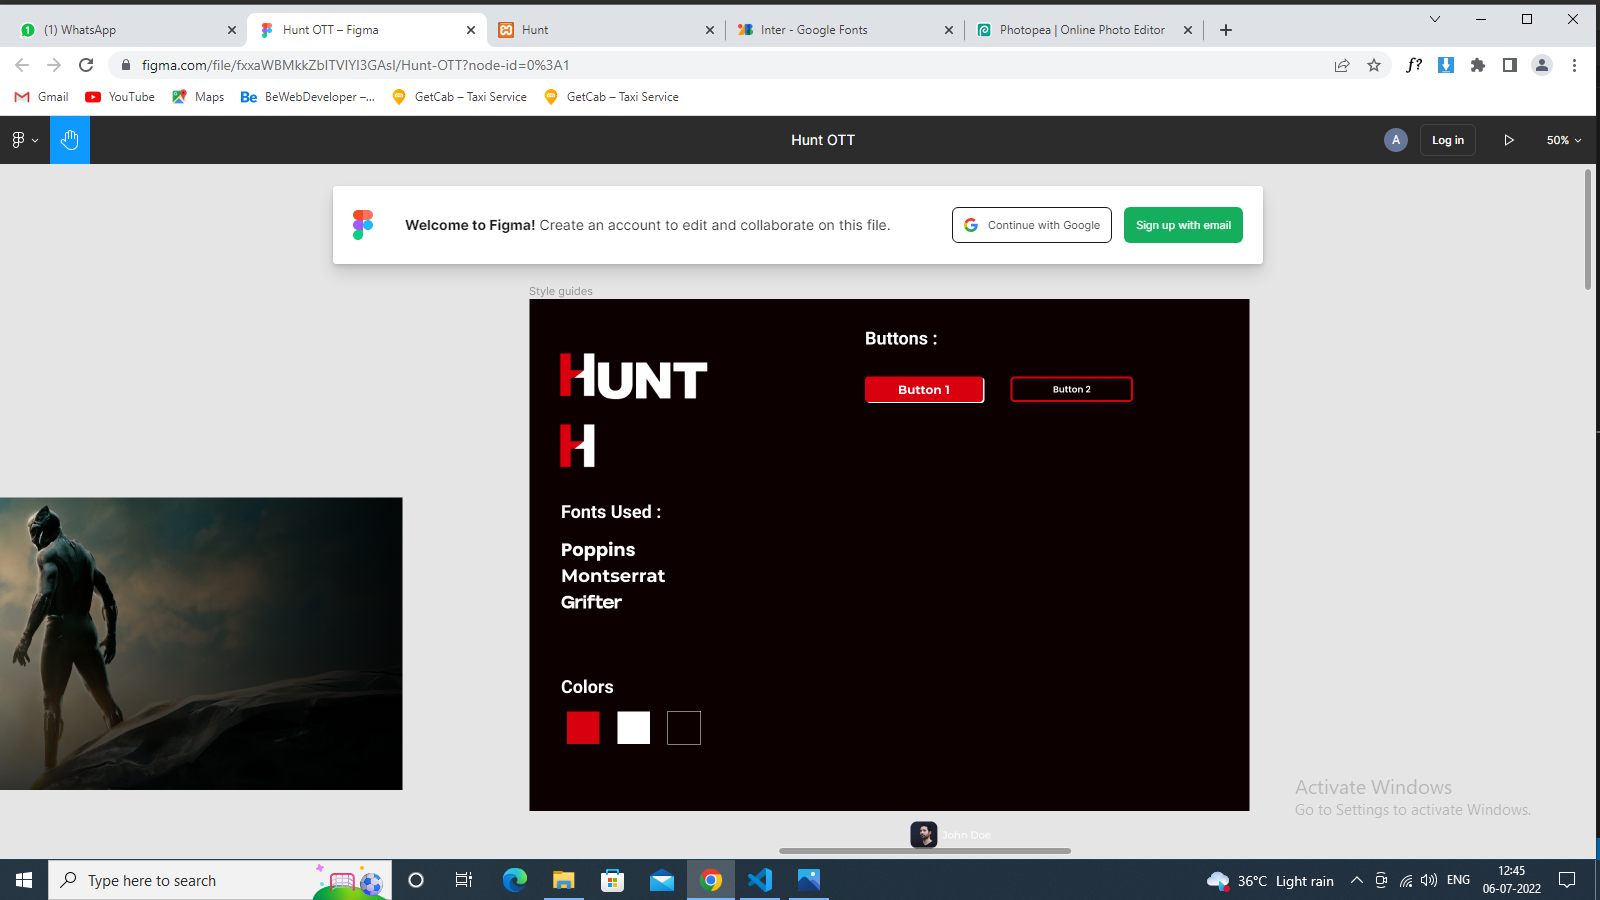 (1) WhatsApp
Hunt OTT – Figma
Hunt
Inter - Google Fonts
Photopea | Online Photo Editor
figma.com/file/fxxaWBMkkZbITVIYI3GAsI/Hunt-OTT?node-id=0%3A1
f?
Gmail
YouTube
Maps
Be BeWebDeveloper –...
GetCab – Taxi Service
GetCab – Taxi Service
Hunt OTT
A
Log in
50%
Welcome to Figma! Create an account to edit and collaborate on this file.
Continue with Google
Sign up with email
Style guides
HUNT
H
Buttons :
Button 1
Button 2
Fonts Used :
Poppins
Montserrat
Grifter
Colors
John Doe
Activate Windows
Go to Settings to activate Windows.
Type here to search
36°C Light rain
ENG
12:45
06-07-2022